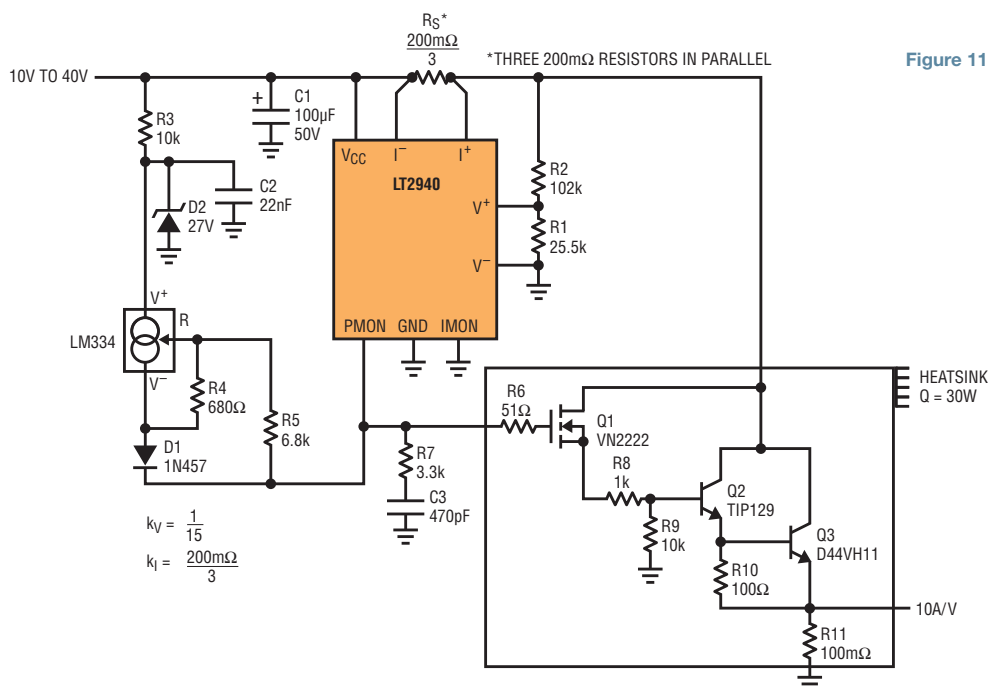 Figure 11
RS*
200mΩ
3
*THREE 200mΩ RESISTORS IN PARALLEL
10V TO 40V
R3
10k
+
C1
100µF
50V
VCC
I–
I+
LT2940
R2
102k
V+
R1
25.5k
V–
C2
22nF
D2
27V
V+
R
LM334
V–
R4
680Ω
R5
6.8k
D1
1N457
PMON GND IMON
R7
3.3k
C3
470pF
kV = 1
15
kI = 200mΩ
3
R6
51Ω
Q1
VN2222
HEATSINK
Q = 30W
R8
1k
Q2
TIP129
R9
10k
Q3
D44VH11
R10
100Ω
10A/V
R11
100mΩ